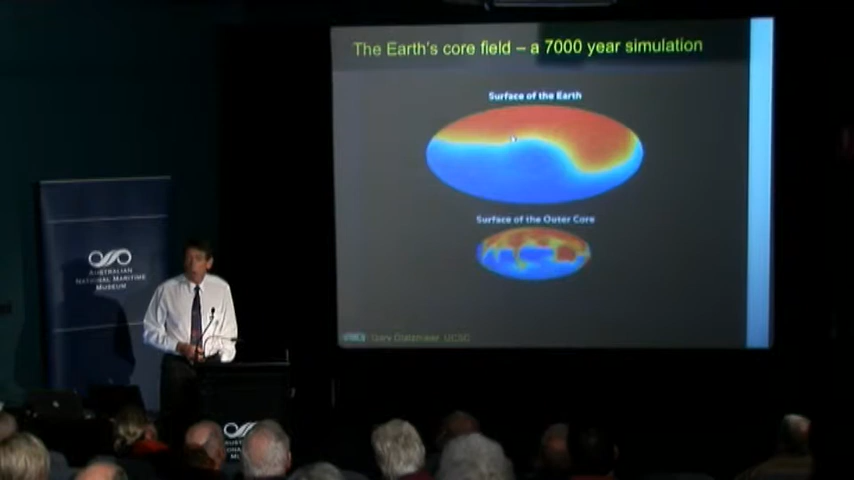 The Earth's core field – a 7000 year simulation
Surface of the Earth
Surface of the Outer Core
Gary Glatzmaier, UCSC
AUSTRALIAN
NATIONAL MARITIME
MUSEUM